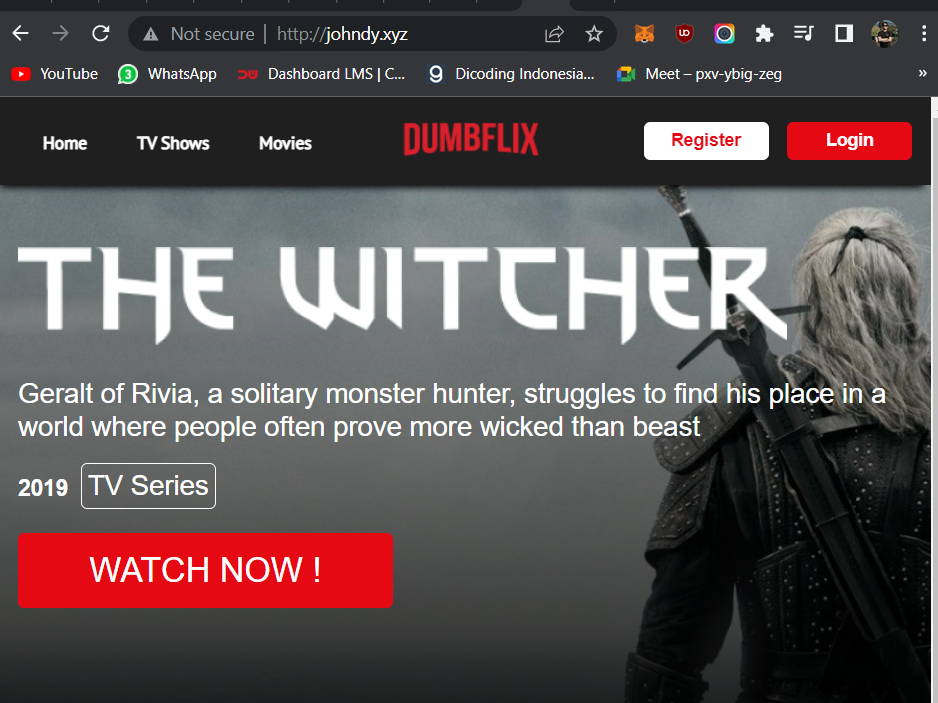 Not secure | http://johndy.xyz
YouTube
3 WhatsApp
Dashboard LMS | C...
Dicoding Indonesia...
Meet – pxv-ybig-zeg
»
Home
TV Shows
Movies
DUMBFLIX
Register
Login
THE WITCHER
Geralt of Rivia, a solitary monster hunter, struggles to find his place in a
world where people often prove more wicked than beast
2019 TV Series
WATCH NOW !